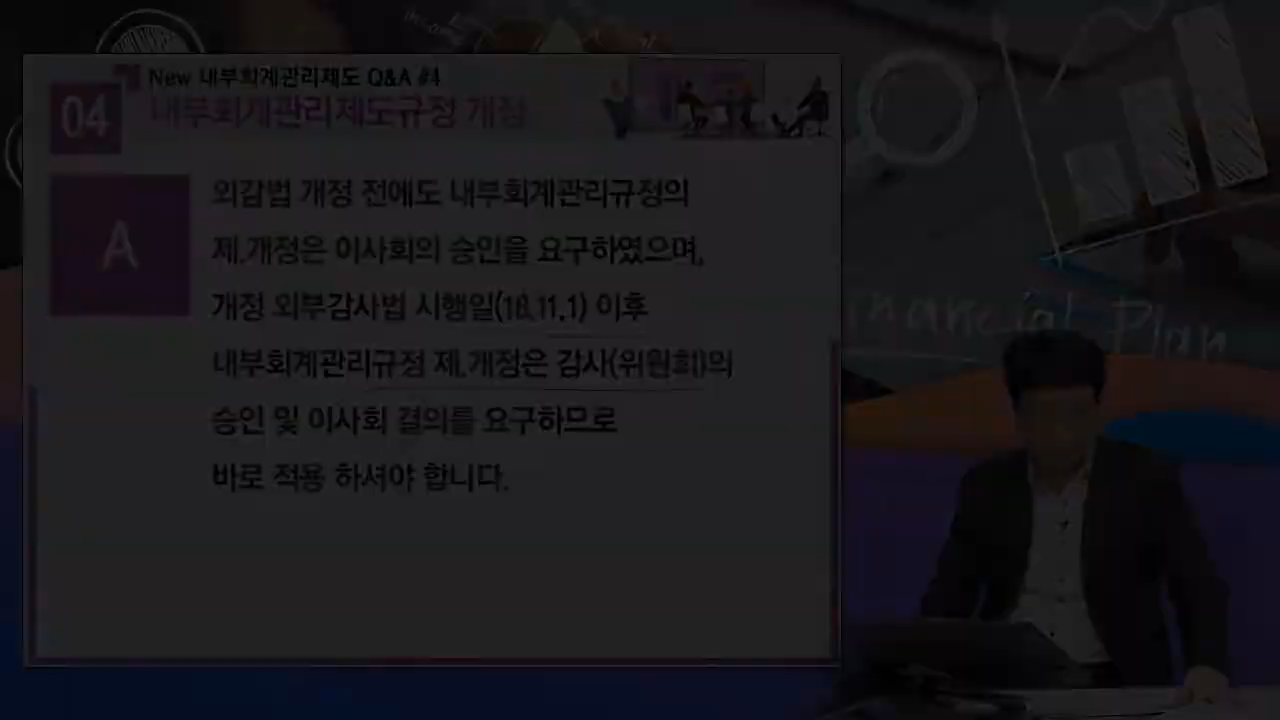 New 내부회계관리제도 Q&A #4
04
내부회계관리제도규정 개정
A
외감법 개정 전에도 내부회계관리규정의
제.개정은 이사회의 승인을 요구하였으며,
개정 외부감사법 시행일(18.11.1) 이후
내부회계관리규정 제.개정은 감사(위원회)의
승인 및 이사회 결의를 요구하므로
바로 적용 하셔야 합니다.
Financial Plan